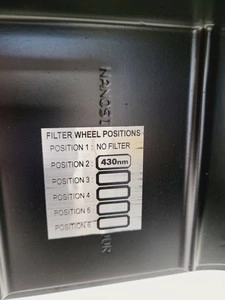 FILTER WHEEL POSITIONS
POSITION 1 : NO FILTER
POSITION 2 : 430nm
POSITION 3 :
POSITION 4 :
POSITION 5 :
POSITION 6 :